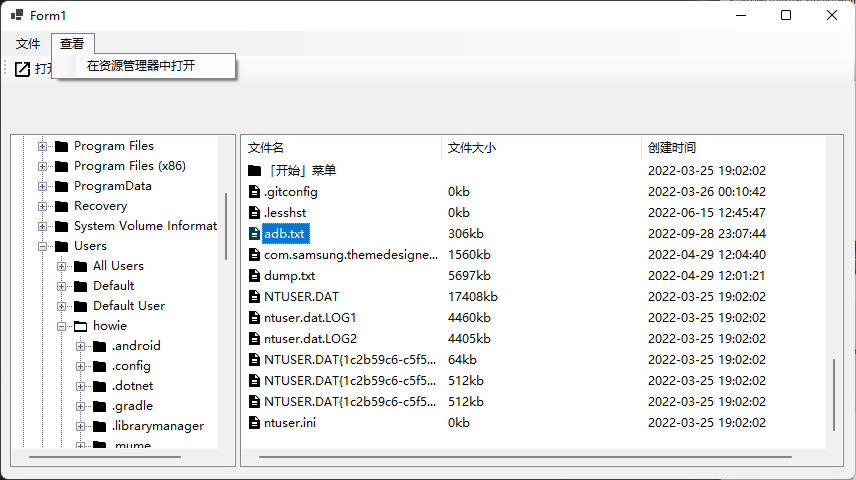 Form1
文件 查看
打开
在资源管理器中打开
Program Files
Program Files (x86)
ProgramData
Recovery
System Volume Informat
Users
All Users
Default
Default User
howie
.android
.config
.dotnet
.gradle
.librarymanager
.mume
文件名 文件大小 创建时间
「开始」菜单 2022-03-25 19:02:02
.gitconfig 0kb 2022-03-26 00:10:42
.lesshst 0kb 2022-06-15 12:45:47
adb.txt 306kb 2022-09-28 23:07:44
com.samsung.themedesigne... 1560kb 2022-04-29 12:04:40
dump.txt 5697kb 2022-04-29 12:01:21
NTUSER.DAT 17408kb 2022-03-25 19:02:02
ntuser.dat.LOG1 4460kb 2022-03-25 19:02:02
ntuser.dat.LOG2 4405kb 2022-03-25 19:02:02
NTUSER.DAT{1c2b59c6-c5f5... 64kb 2022-03-25 19:02:02
NTUSER.DAT{1c2b59c6-c5f5... 512kb 2022-03-25 19:02:02
NTUSER.DAT{1c2b59c6-c5f5... 512kb 2022-03-25 19:02:02
ntuser.ini 0kb 2022-03-25 19:02:02